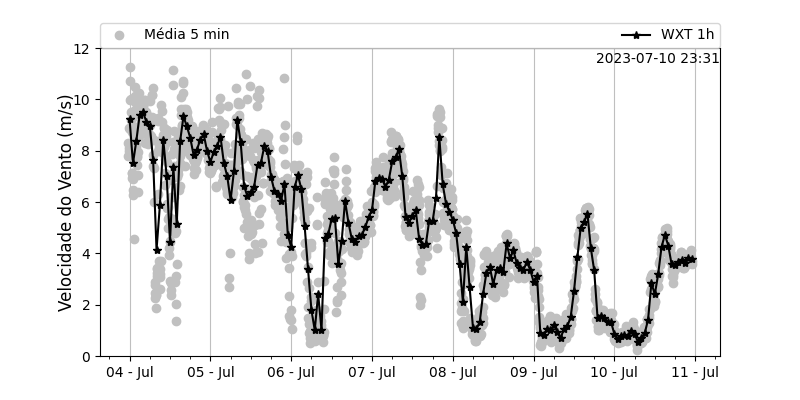 Média 5 min
WXT 1h
2023-07-10 23:31
Velocidade do Vento (m/s)
12
10
8
6
4
2
0
04 - Jul 05 - Jul 06 - Jul 07 - Jul 08 - Jul 09 - Jul 10 - Jul 11 - Jul